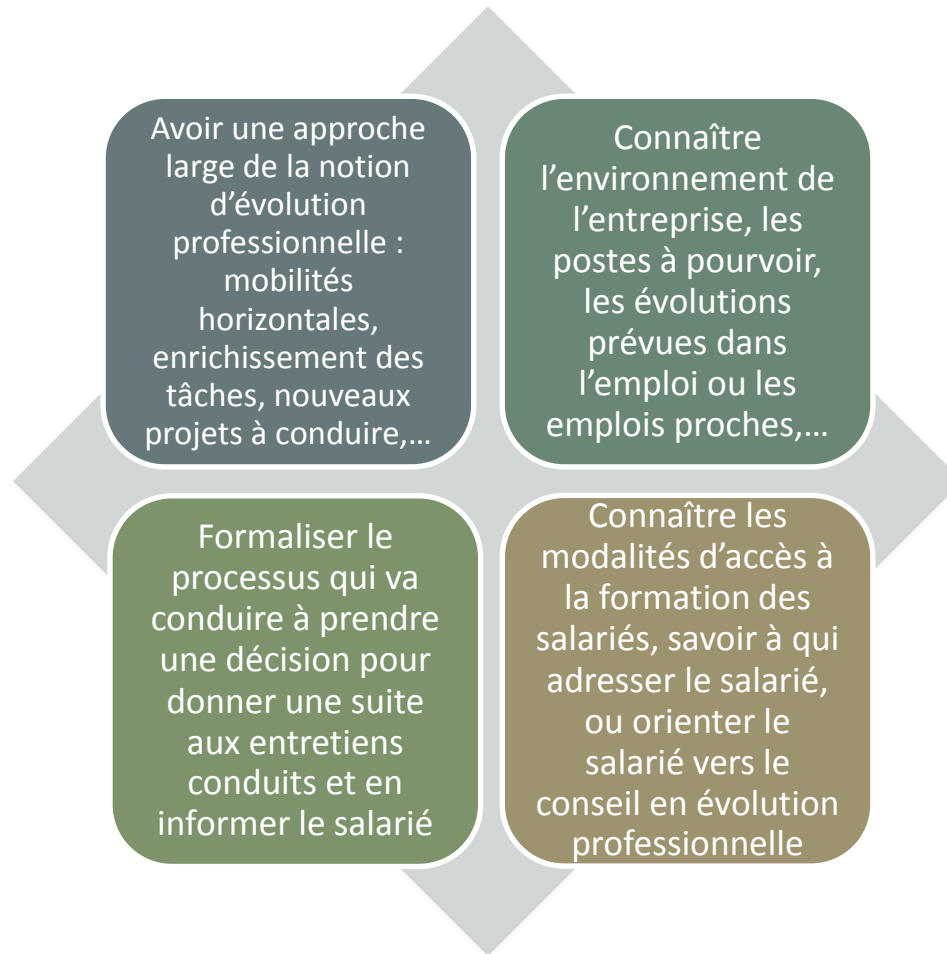 Avoir une approche
large de la notion
d’évolution
professionnelle :
mobilités
horizontales,
enrichissement des
tâches, nouveaux
projets à conduire,…
Connaître
l’environnement de
l’entreprise, les
postes à pourvoir,
les évolutions
prévues dans
l’emploi ou les
emplois proches,…
Formaliser le
processus qui va
conduire à prendre
une décision pour
donner une suite
aux entretiens
conduits et en
informer le salarié
Connaître les
modalités d’accès à
la formation des
salariés, savoir à qui
adresser le salarié,
ou orienter le
salarié vers le
conseil en évolution
professionnelle